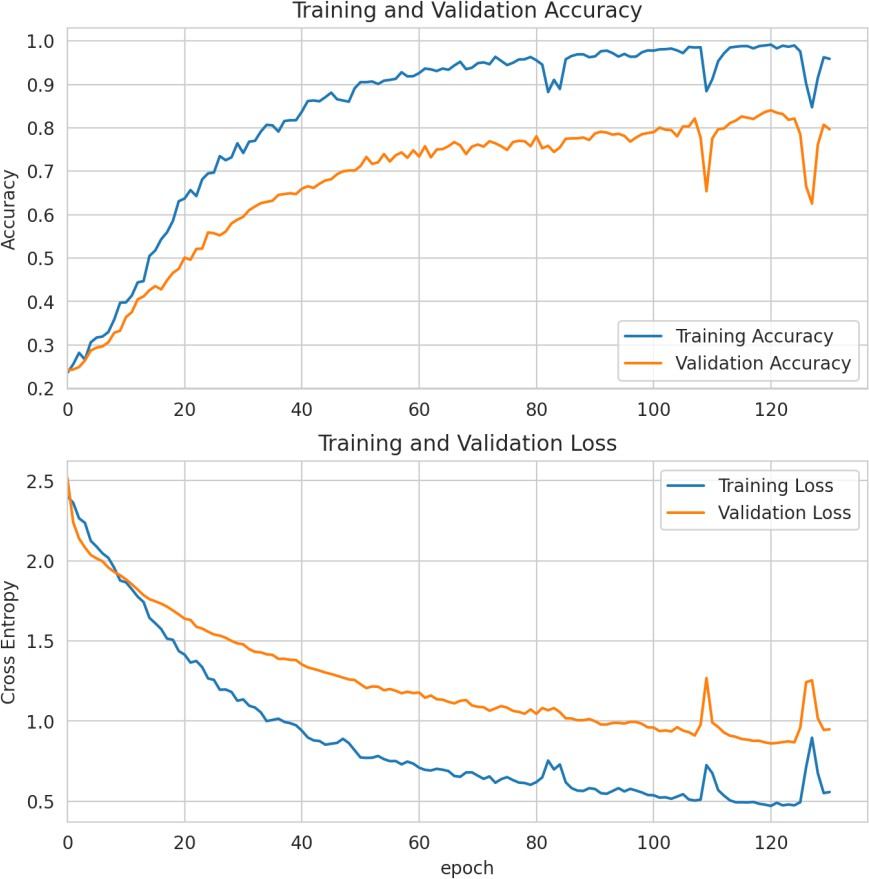 Training and Validation Accuracy
Accuracy
1.0
0.9
0.8
0.7
0.6
0.5
0.4
0.3
0.2
Training Accuracy
Validation Accuracy
0 20 40 60 80 100 120
Training and Validation Loss
Cross Entropy
2.5
2.0
1.5
1.0
0.5
Training Loss
Validation Loss
0 20 40 60 80 100 120
epoch